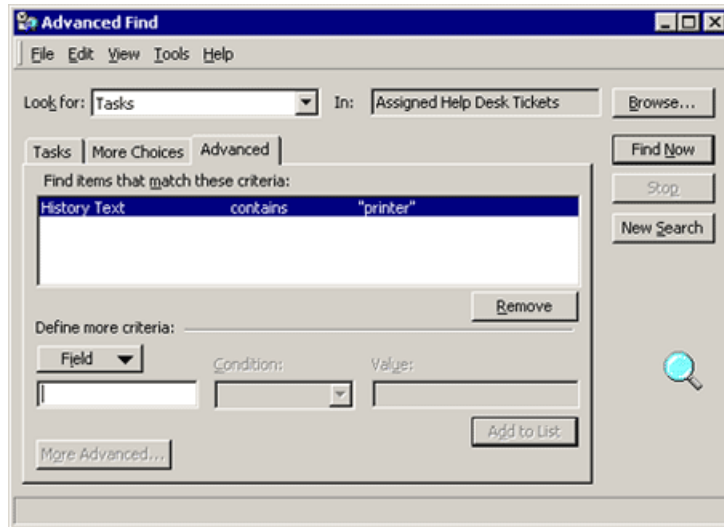 Advanced Find
File Edit View Tools Help
Look for: Tasks In: Assigned Help Desk Tickets Browse...
Tasks More Choices Advanced Find Now
Find items that match these criteria: Stop
History Text contains "printer"
New Search
Remove
Define more criteria:
Field Condition: Value:
Add to List
More Advanced...